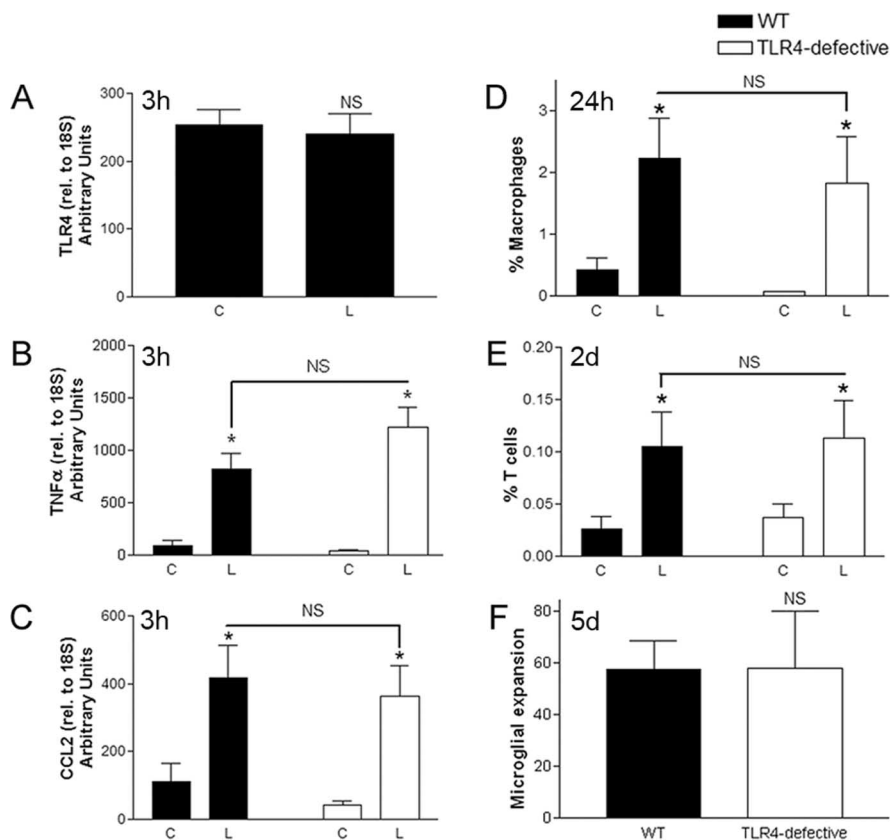 WT
TLR4-defective
A
3h
TLR4 (rel. to 18S)
Arbitrary Units
300
200
100
0
NS
C
L
B
3h
TNFα (rel. to 18S)
Arbitrary Units
2000
1500
1000
500
0
NS
*
*
C
L
C
L
C
3h
CCL2 (rel. to 18S)
Arbitrary Units
600
400
200
0
NS
*
*
C
L
C
L
D
24h
% Macrophages
3
2
1
0
NS
*
*
C
L
C
L
E
2d
% T cells
0.20
0.15
0.10
0.05
0.00
NS
*
*
C
L
C
L
F
5d
Microglial expansion
80
60
40
20
0
NS
WT
TLR4-defective